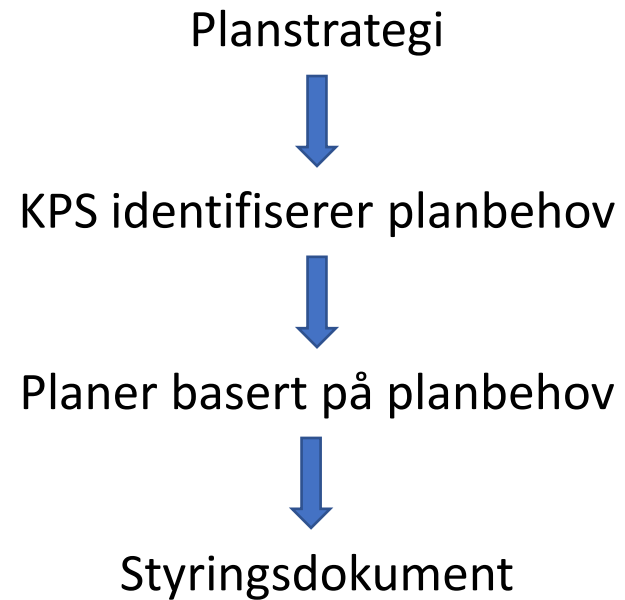 Planstrategi
KPS identifiserer planbehov
Planer basert på planbehov
Styringsdokument